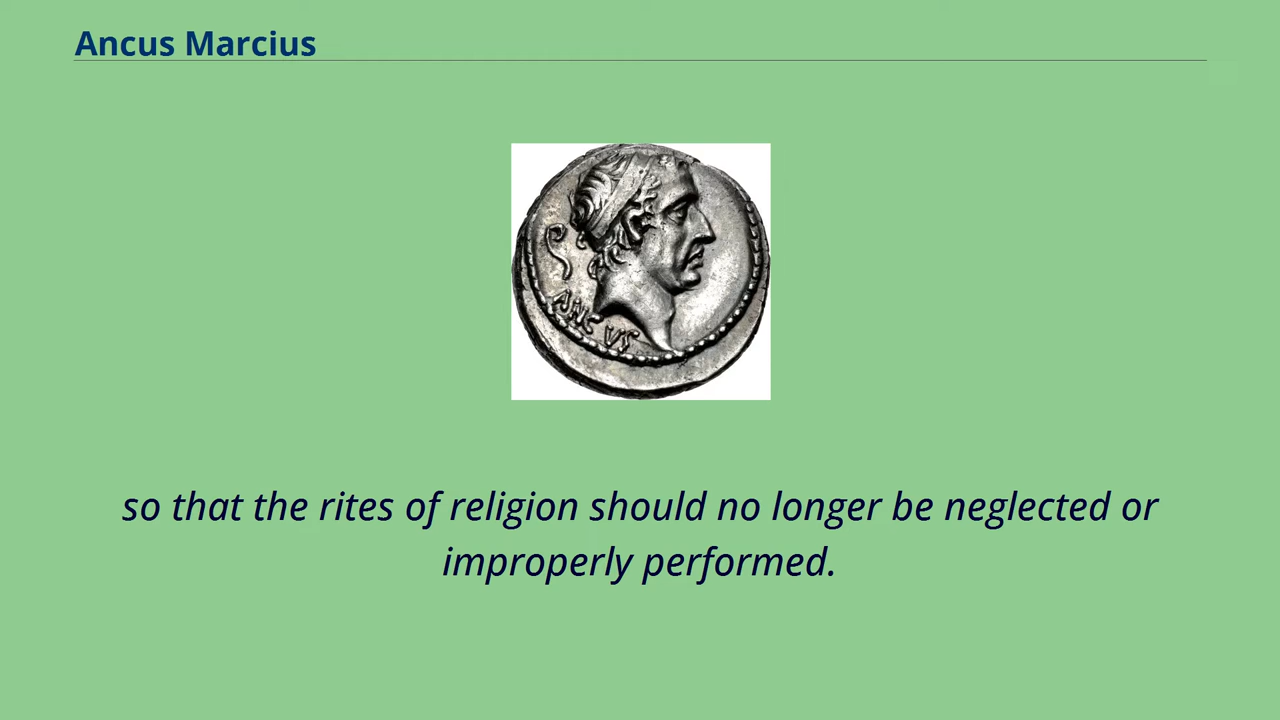 Ancus Marcius
ANCVS
so that the rites of religion should no longer be neglected or
improperly performed.